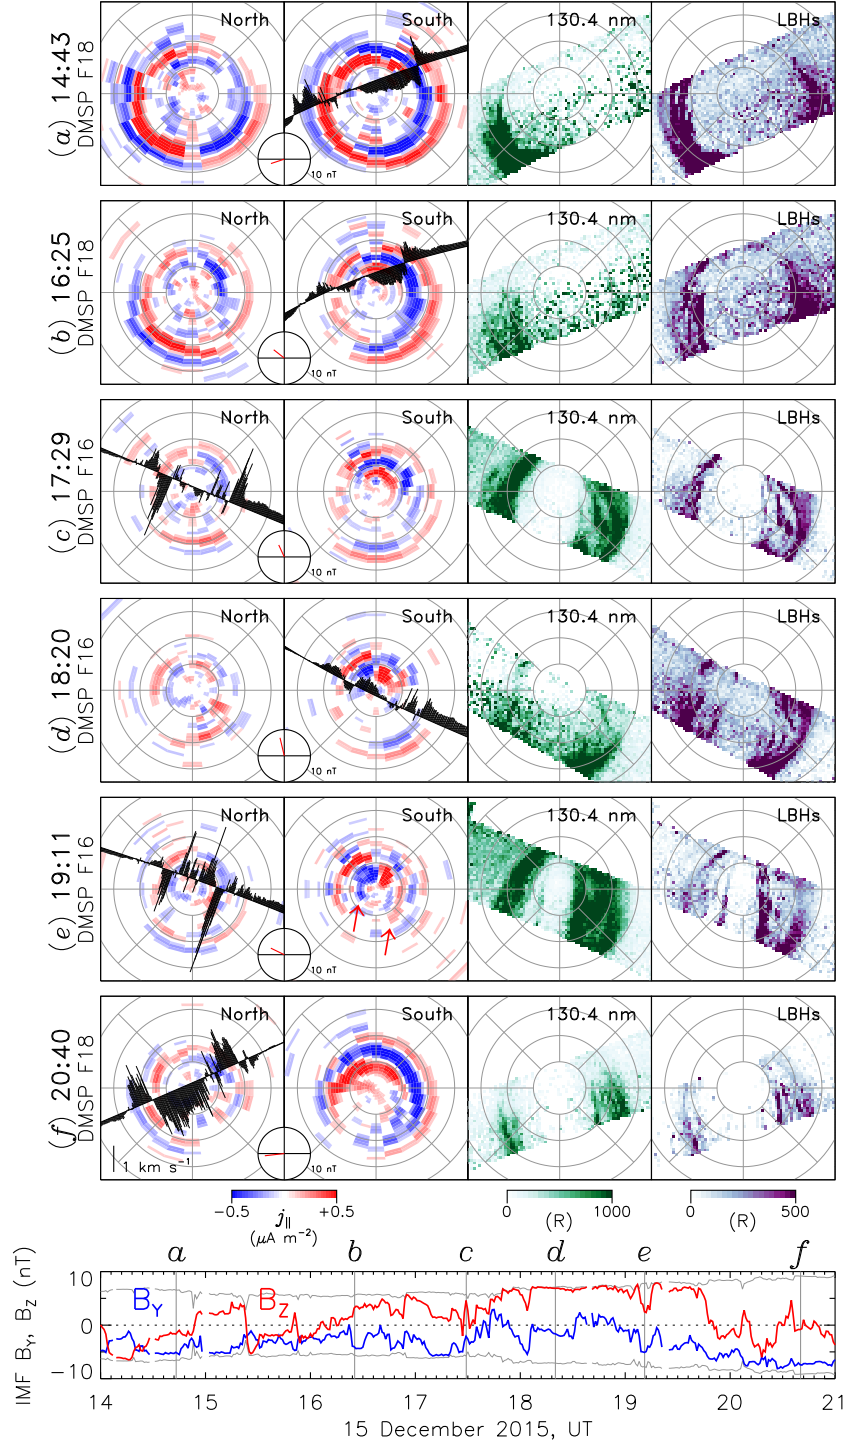 (a) 14:43
DMSP F18
North
South
130.4 nm
LBHs
10 nT
(b) 16:25
DMSP F18
North
South
130.4 nm
LBHs
10 nT
(c) 17:29
DMSP F16
North
South
130.4 nm
LBHs
10 nT
(d) 18:20
DMSP F16
North
South
130.4 nm
LBHs
10 nT
(e) 19:11
DMSP F16
North
South
130.4 nm
LBHs
10 nT
(f) 20:40
DMSP F18
North
South
130.4 nm
LBHs
1 km s⁻¹
10 nT
−0.5 j∥ +0.5
(μA m⁻²)
0 (R) 1000
0 (R) 500
a b c d e f
IMF BY, BZ (nT)
10
0
−10
BY BZ
14 15 16 17 18 19 20 21
15 December 2015, UT